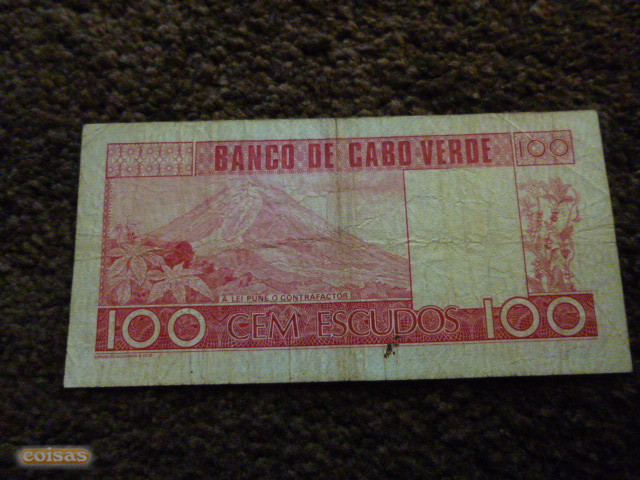 BANCO DE CABO VERDE
100
A LEI PUNE O CONTRAFACTOR
100 CEM ESCUDOS 100
coisas